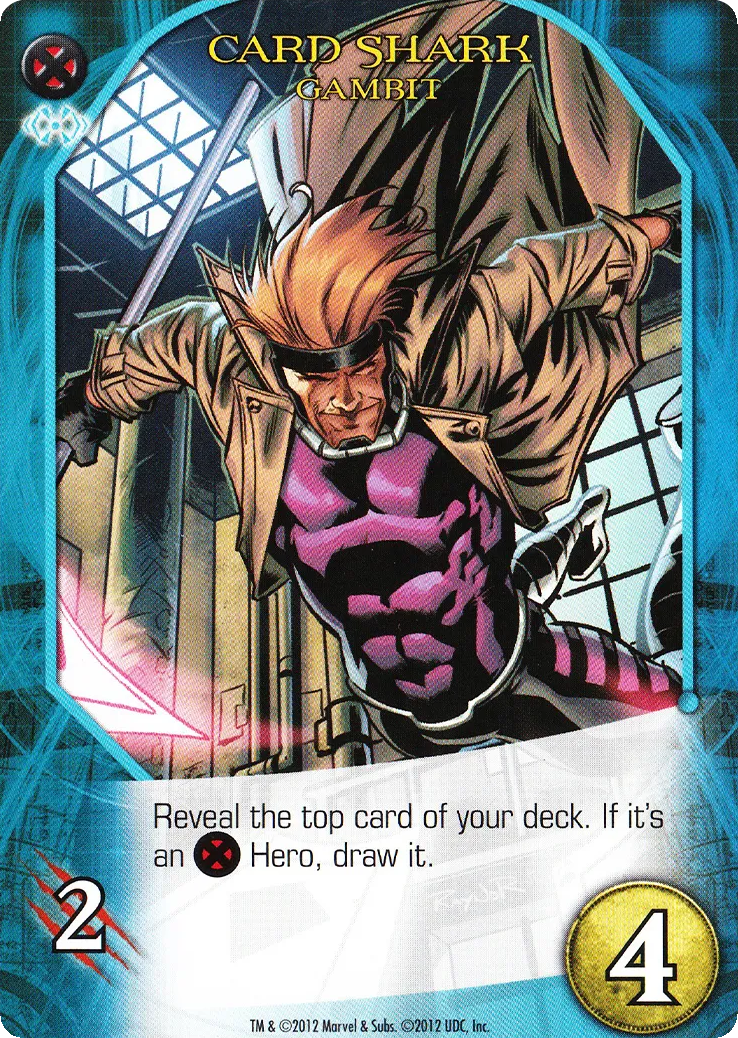 CARD SHARK
GAMBIT
Reveal the top card of your deck. If it's
an Hero, draw it.
2
4
TM & ©2012 Marvel & Subs. ©2012 UDC, Inc.